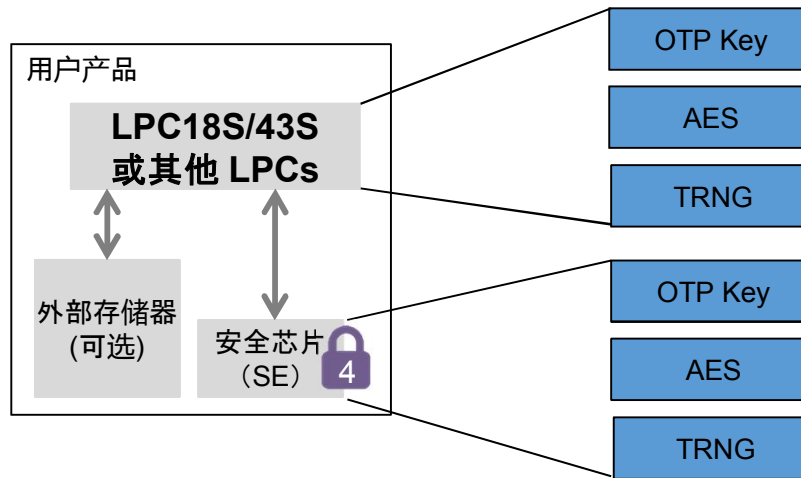 用户产品
LPC18S/43S
或其他 LPCs
外部存储器
(可选)
安全芯片
（SE）
4
OTP Key
AES
TRNG
OTP Key
AES
TRNG